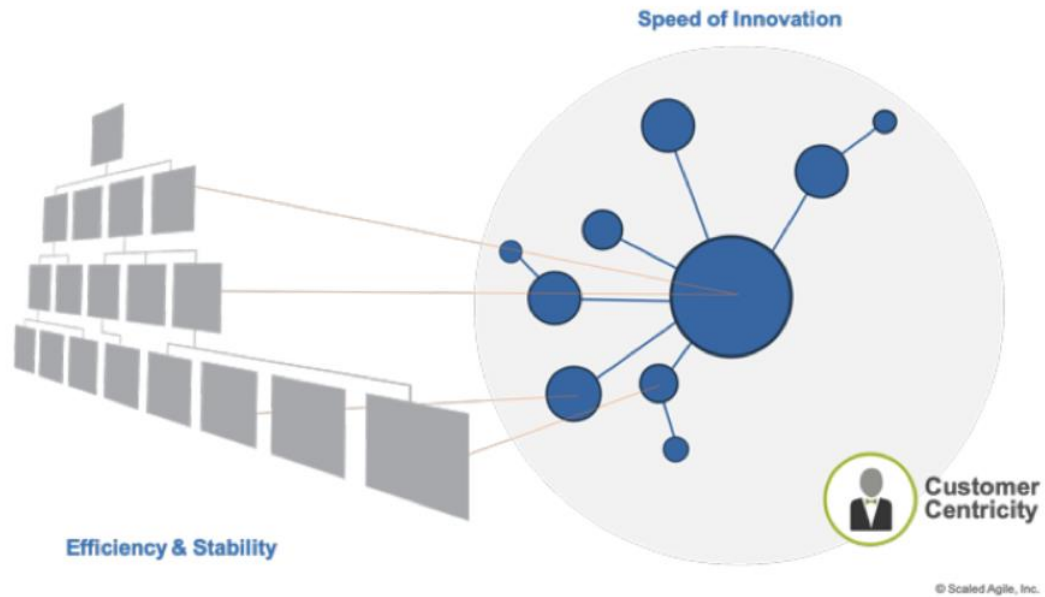 Speed of Innovation
Customer
Centricity
Efficiency & Stability
© Scaled Agile, Inc.